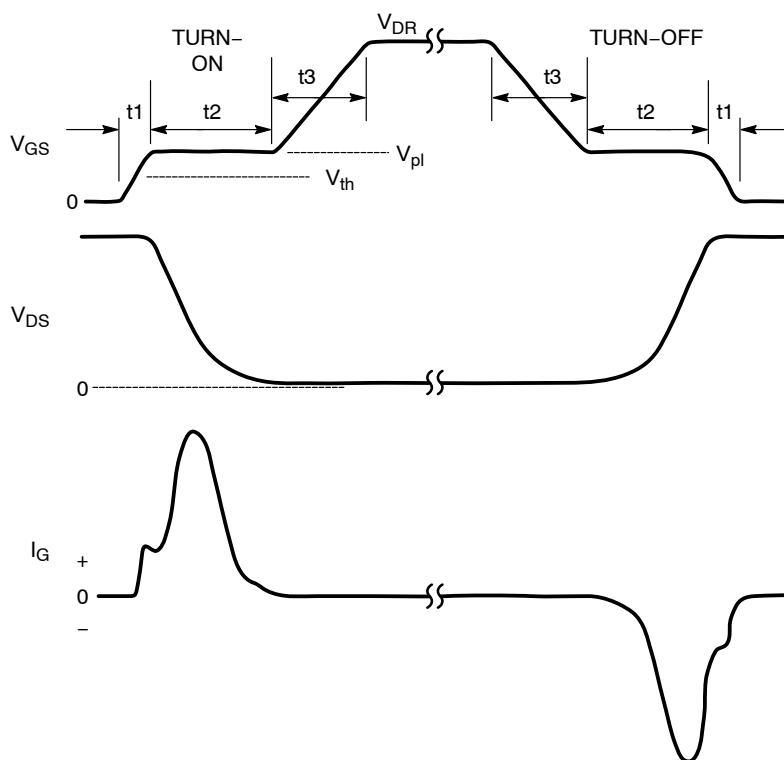 V_DR
TURN–
ON
TURN–OFF
t3
t3
t1
t2
t2
t1
V_GS
V_pl
V_th
0
V_DS
0
I_G
+
0
–